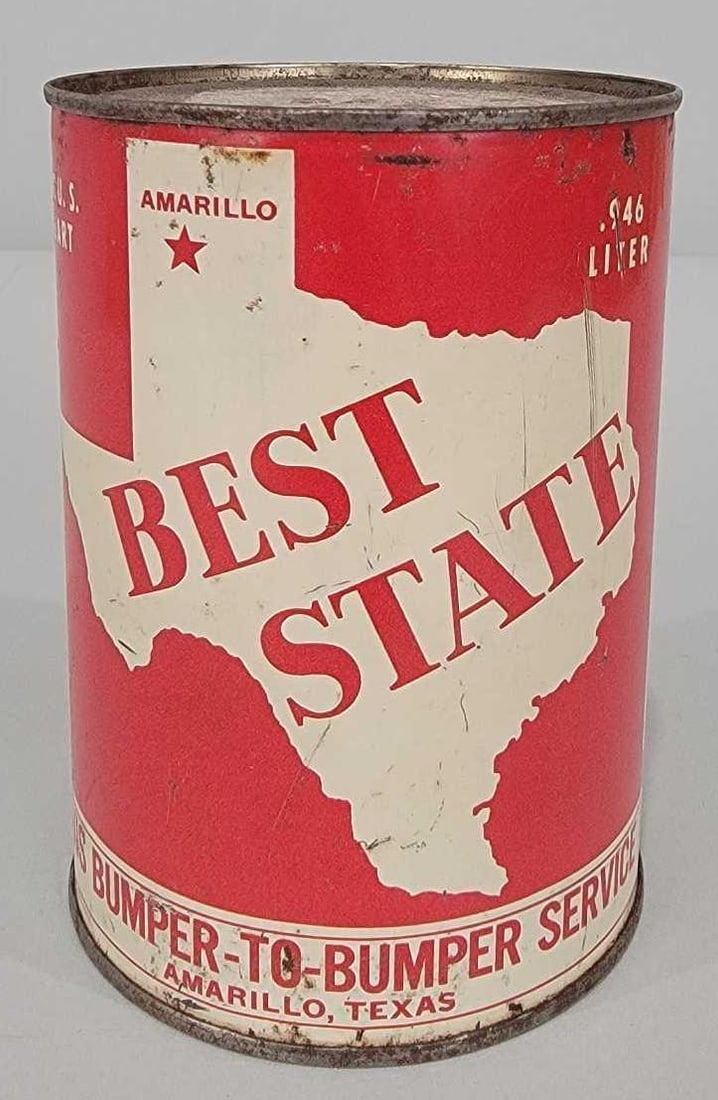 U.S.
AMARILLO
.946
LITER
BEST
STATE
BUMPER-TO-BUMPER SERVICE
AMARILLO, TEXAS